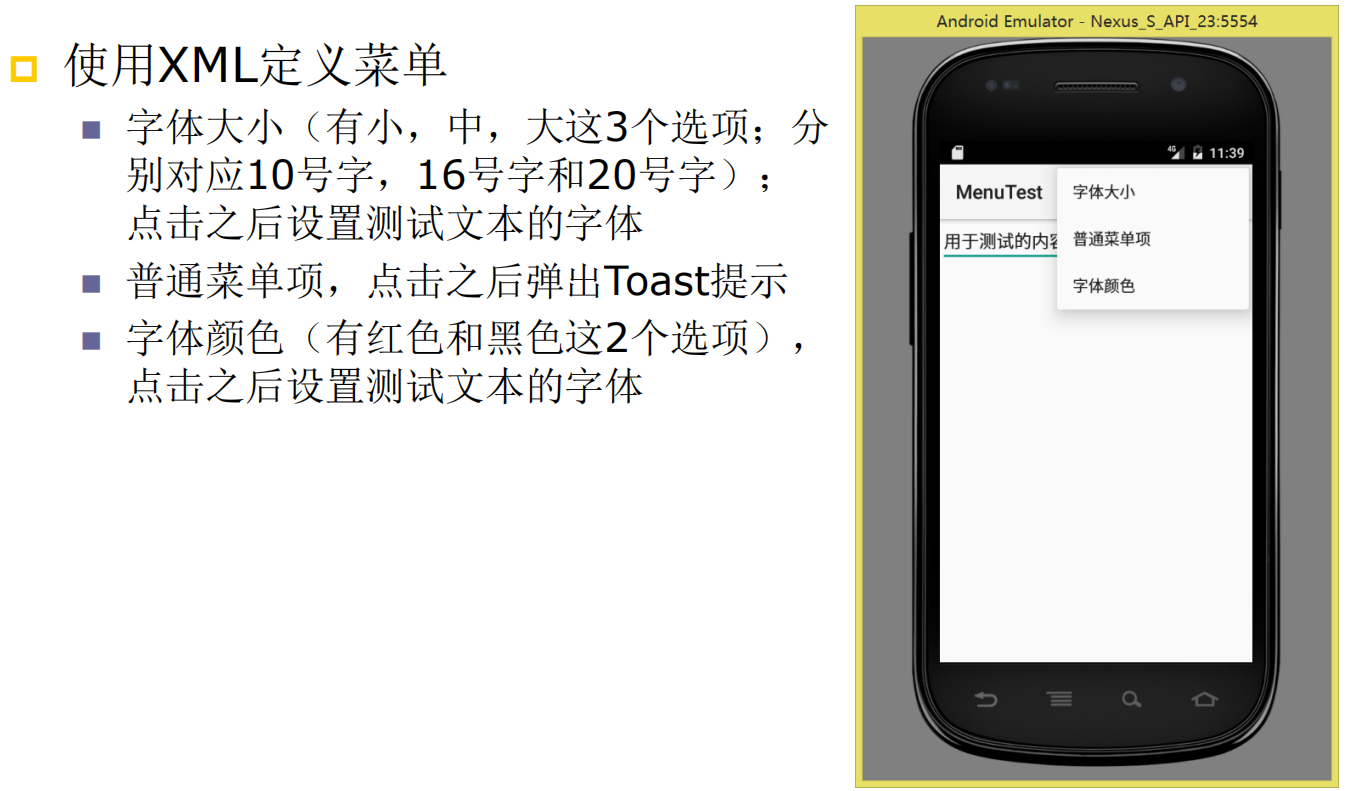 使用XML定义菜单
字体大小（有小，中，大这3个选项；分
别对应10号字，16号字和20号字）；
点击之后设置测试文本的字体
普通菜单项，点击之后弹出Toast提示
字体颜色（有红色和黑色这2个选项），
点击之后设置测试文本的字体
Android Emulator - Nexus_S_API_23:5554
4G 11:39
MenuTest
字体大小
用于测试的内容
普通菜单项
字体颜色